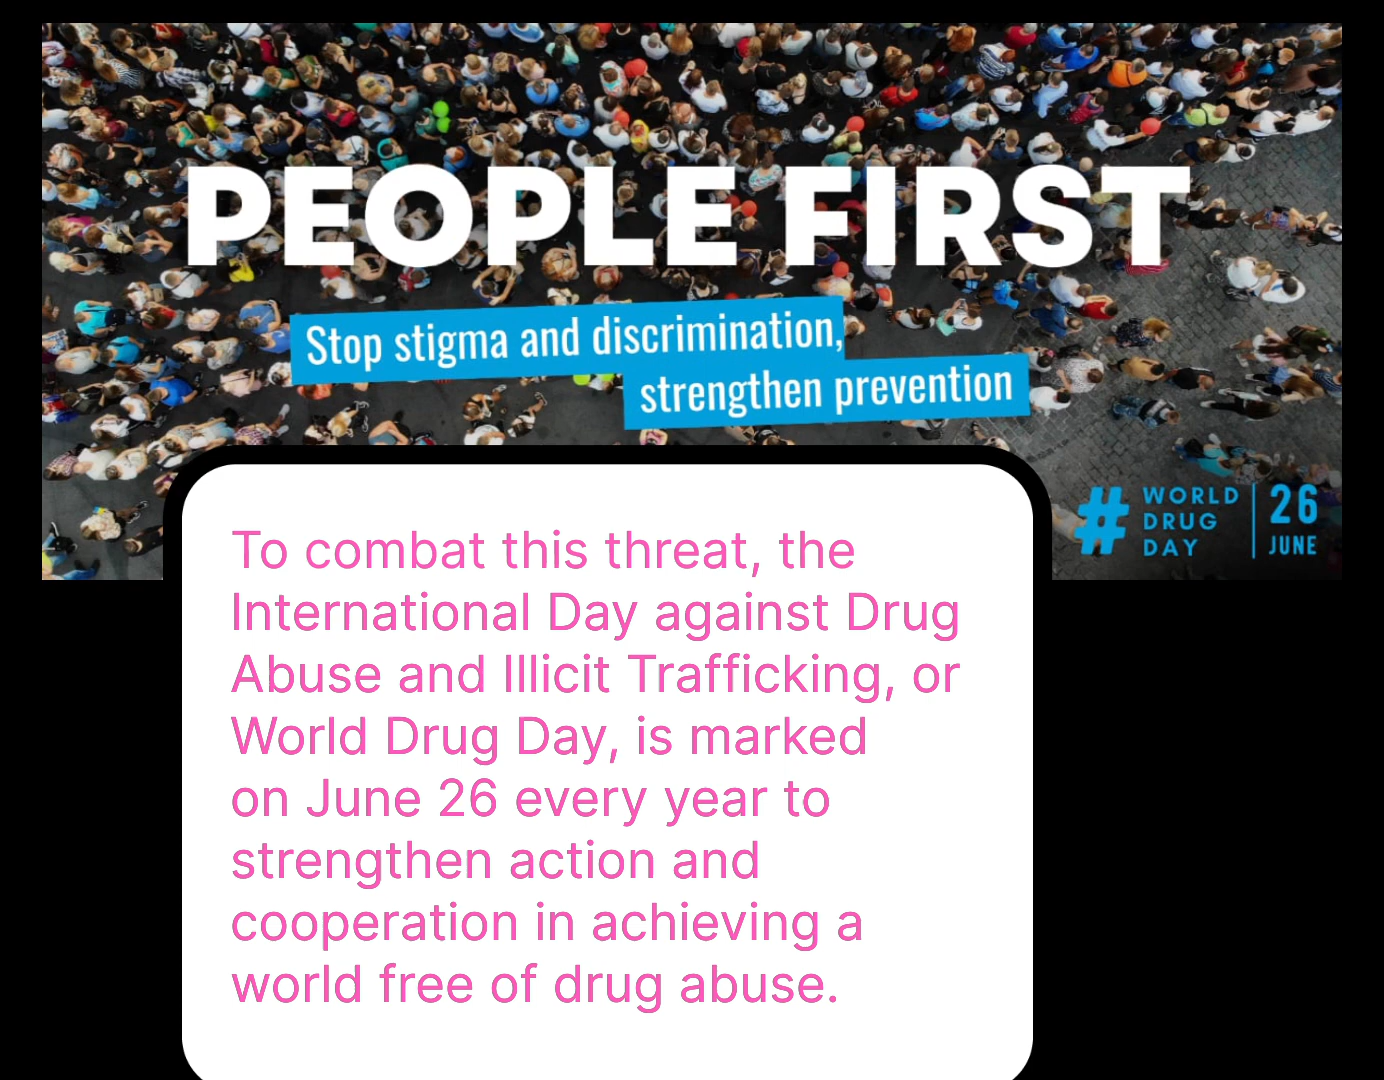 PEOPLE FIRST
Stop stigma and discrimination,
strengthen prevention
# WORLD
DRUG
DAY
26
JUNE
To combat this threat, the
International Day against Drug
Abuse and Illicit Trafficking, or
World Drug Day, is marked
on June 26 every year to
strengthen action and
cooperation in achieving a
world free of drug abuse.